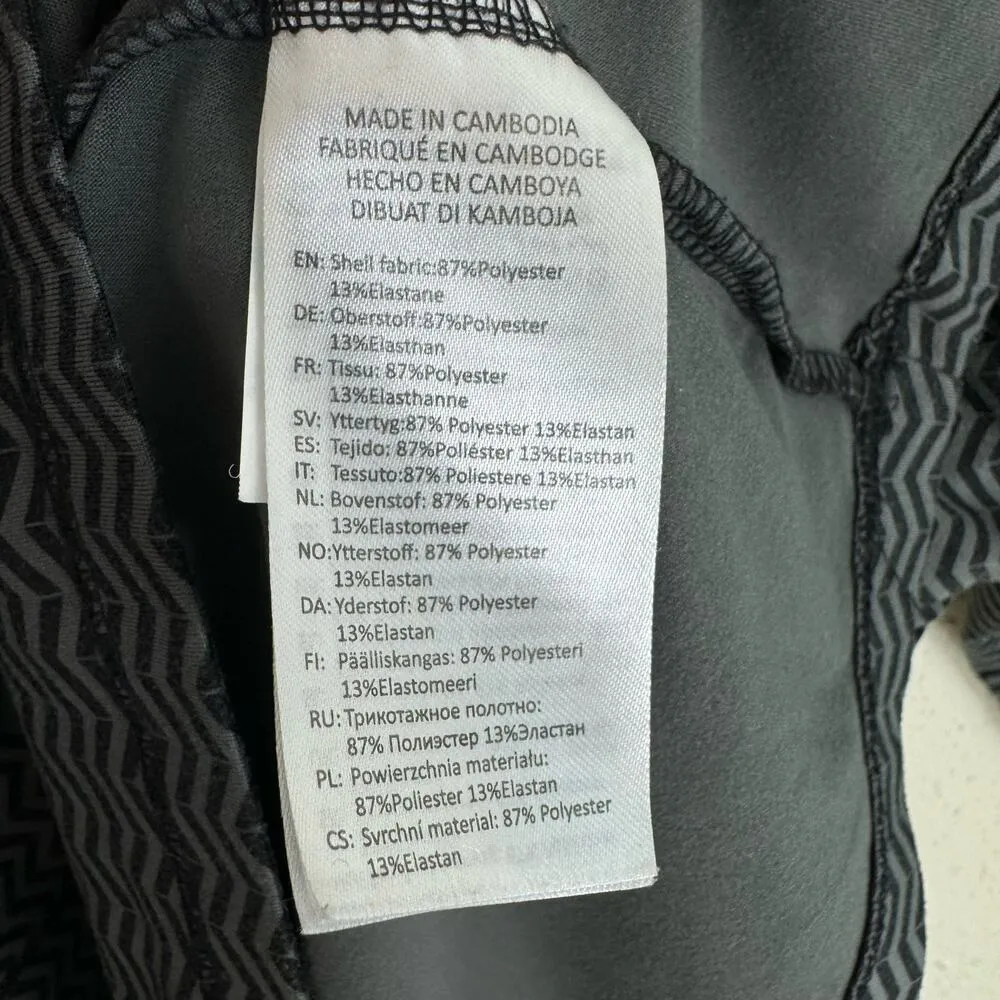 MADE IN CAMBODIA
FABRIQUÉ EN CAMBODGE
HECHO EN CAMBOYA
DIBUAT DI KAMBOJA
EN: Shell fabric:87%Polyester
13%Elastane
DE: Oberstoff:87%Polyester
13%Elasthan
FR: Tissu: 87%Polyester
13%Elasthanne
SV: Yttertyg:87% Polyester 13%Elastan
ES: Tejido: 87%Poliéster 13%Elasthan
IT: Tessuto:87% Poliestere 13%Elastan
NL: Bovenstof: 87% Polyester
13%Elastomeer
NO:Ytterstoff: 87% Polyester
13%Elastan
DA:Yderstof: 87% Polyester
13%Elastan
FI: Päälliskangas: 87% Polyesteri
13%Elastomeeri
RU:Трикотажное полотно:
87% Полиэстер 13%Эластан
PL: Powierzchnia materiału:
87%Poliester 13%Elastan
CS: Svrchní material: 87% Polyester
13%Elastan